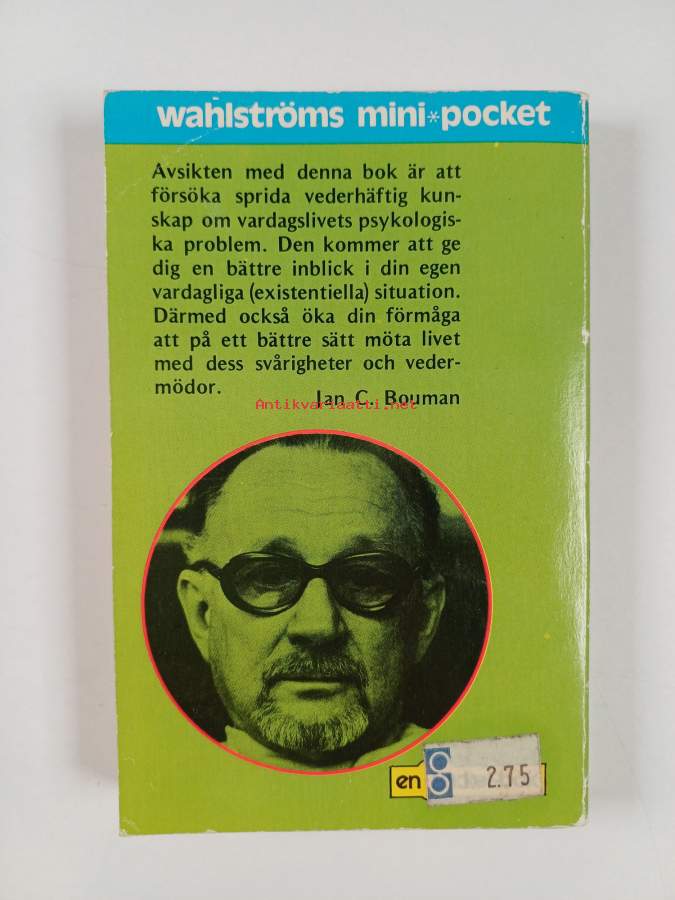 wahlströms mini*pocket
Avsikten med denna bok är att
försöka sprida vederhäftig kun-
skap om vardagslivets psykologis-
ka problem. Den kommer att ge
dig en bättre inblick i din egen
vardagliga (existentiella) situation.
Därmed också öka din förmåga
att på ett bättre sätt möta livet
med dess svårigheter och veder-
mödor.
Jan C. Bouman
Antikvariaatti.net
en
2.75